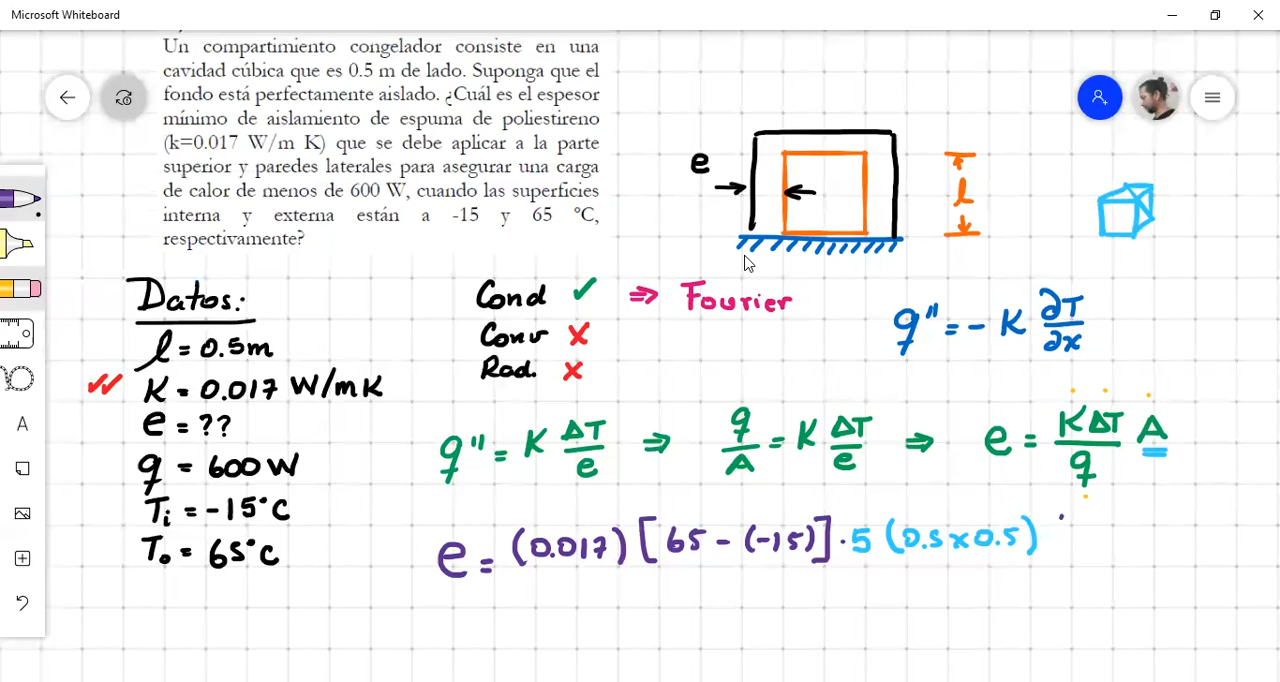 Microsoft Whiteboard
Un compartimiento congelador consiste en una
cavidad cúbica que es 0.5 m de lado. Suponga que el
fondo está perfectamente aislado. ¿Cuál es el espesor
mínimo de aislamiento de espuma de poliestireno
(k=0.017 W/m K) que se debe aplicar a la parte
superior y paredes laterales para asegurar una carga
de calor de menos de 600 W, cuando las superficies
interna y externa están a -15 y 65 °C,
respectivamente?
e
l
Datos:
l = 0.5m
K = 0.017 W/mK
e = ??
q = 600W
Ti = -15°C
To = 65°C
Cond ✓ ⇒ Fourier
Conv X
Rad. X
q" = - K ∂T/∂x
q" = K ΔT/e ⇒ q/A = K ΔT/e ⇒ e = KΔT/q A
e = (0.017) [65 - (-15)] · 5 (0.5x0.5)